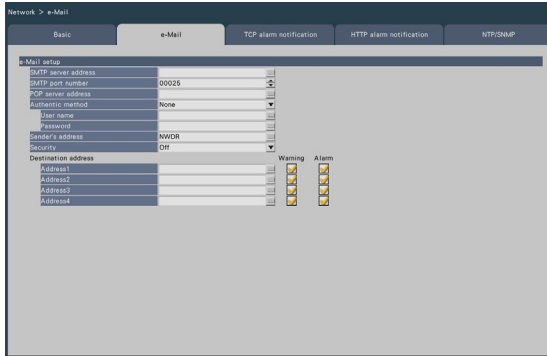 Network > e-Mail
Basic e-Mail TCP alarm notification HTTP alarm notification NTP/SNMP
e-Mail setup
SMTP server address
SMTP port number 00025
POP server address
Authentic method None
User name
Password
Sender's address NWDR
Security Off
Destination address Warning Alarm
Address1
Address2
Address3
Address4